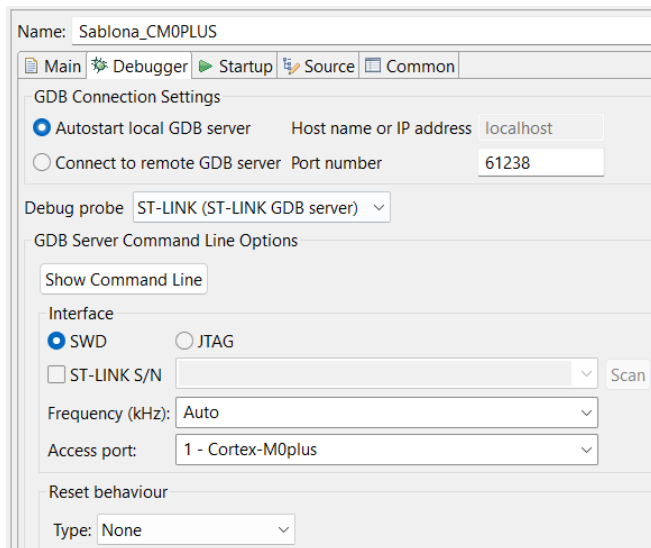 Name: Sablona_CM0PLUS
Main Debugger Startup Source Common
GDB Connection Settings
Autostart local GDB server Host name or IP address localhost
Connect to remote GDB server Port number 61238
Debug probe ST-LINK (ST-LINK GDB server)
GDB Server Command Line Options
Show Command Line
Interface
SWD JTAG
ST-LINK S/N Scan
Frequency (kHz): Auto
Access port: 1 - Cortex-M0plus
Reset behaviour
Type: None